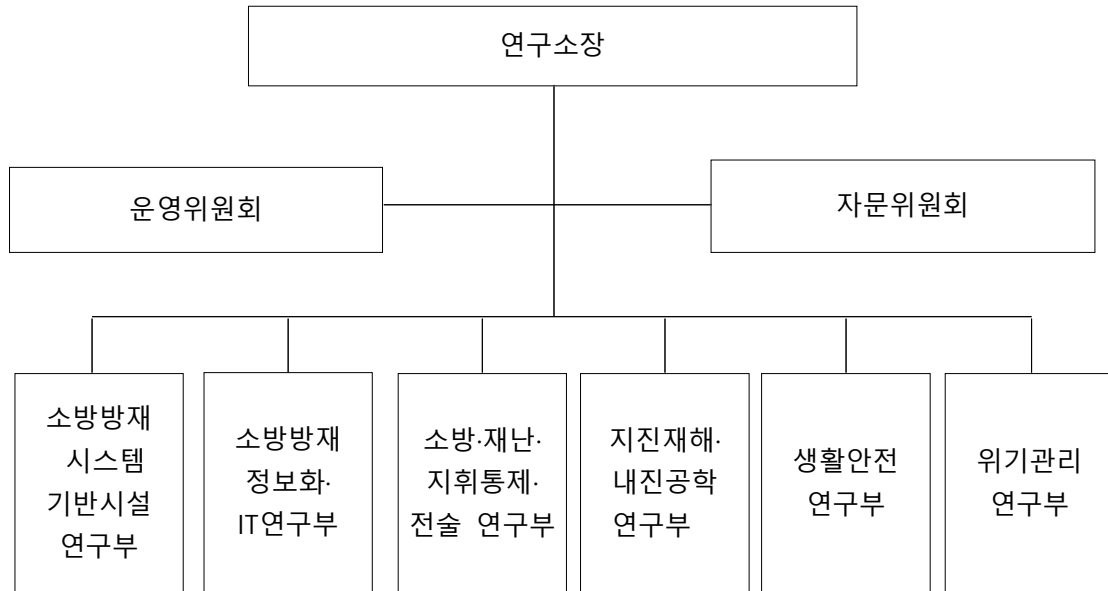 연구소장
운영위원회
자문위원회
소방방재
시스템
기반시설
연구부
소방방재
정보화·
IT연구부
소방·재난·
지휘통제·
전술 연구부
지진재해·
내진공학
연구부
생활안전
연구부
위기관리
연구부